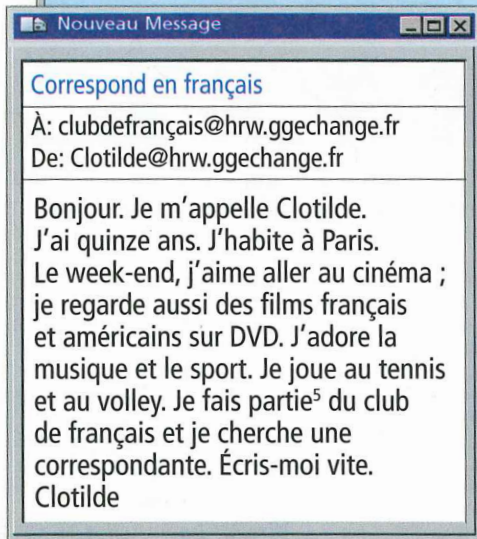 Nouveau Message
Correspond en français
À: clubdefrançais@hrw.ggechange.fr
De: Clotilde@hrw.ggechange.fr
Bonjour. Je m'appelle Clotilde.
J'ai quinze ans. J'habite à Paris.
Le week-end, j'aime aller au cinéma ;
je regarde aussi des films français
et américains sur DVD. J'adore la
musique et le sport. Je joue au tennis
et au volley. Je fais partie⁵ du club
de français et je cherche une
correspondante. Écris-moi vite.
Clotilde